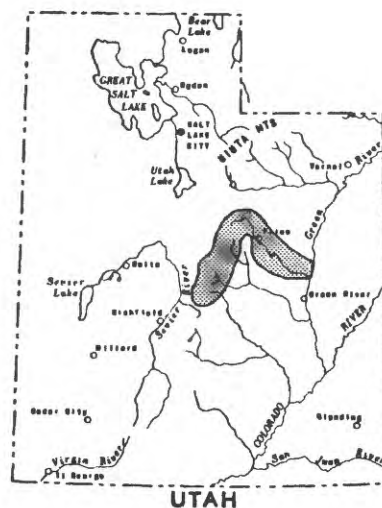 Bear
Lake
Logan
GREAT
SALT
LAKE
Ogden
SALT
LAKE
CITY
UINTA MTS
Vernal
River
Utah
Lake
Green
Price
Delta
River
Sevier
Lake
Green River
Richfield
Sevier
RIVER
Milford
COLORADO
Blanding
Cedar City
Virgin River
San Juan River
St George
UTAH